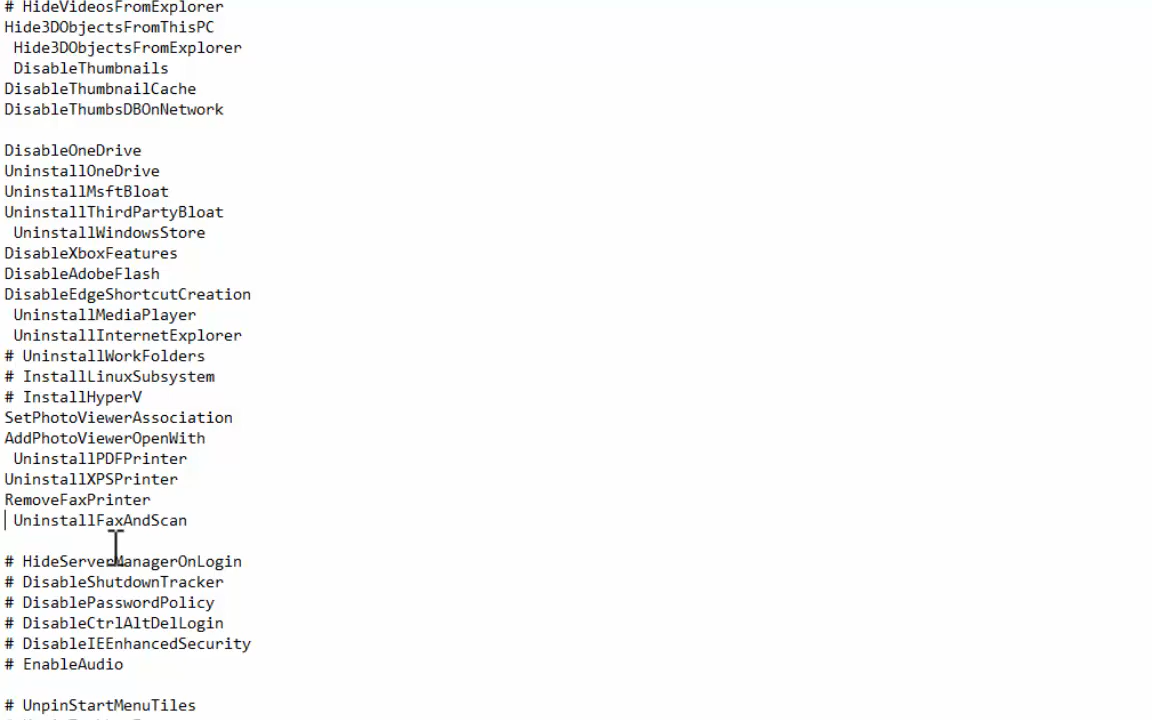 # HideVideosFromExplorer
Hide3DObjectsFromThisPC
 Hide3DObjectsFromExplorer
 DisableThumbnails
DisableThumbnailCache
DisableThumbsDBOnNetwork

DisableOneDrive
UninstallOneDrive
UninstallMsftBloat
UninstallThirdPartyBloat
 UninstallWindowsStore
DisableXboxFeatures
DisableAdobeFlash
DisableEdgeShortcutCreation
 UninstallMediaPlayer
 UninstallInternetExplorer
# UninstallWorkFolders
# InstallLinuxSubsystem
# InstallHyperV
SetPhotoViewerAssociation
AddPhotoViewerOpenWith
 UninstallPDFPrinter
UninstallXPSPrinter
RemoveFaxPrinter
 UninstallFaxAndScan

# HideServerManagerOnLogin
# DisableShutdownTracker
# DisablePasswordPolicy
# DisableCtrlAltDelLogin
# DisableIEEnhancedSecurity
# EnableAudio

# UnpinStartMenuTiles